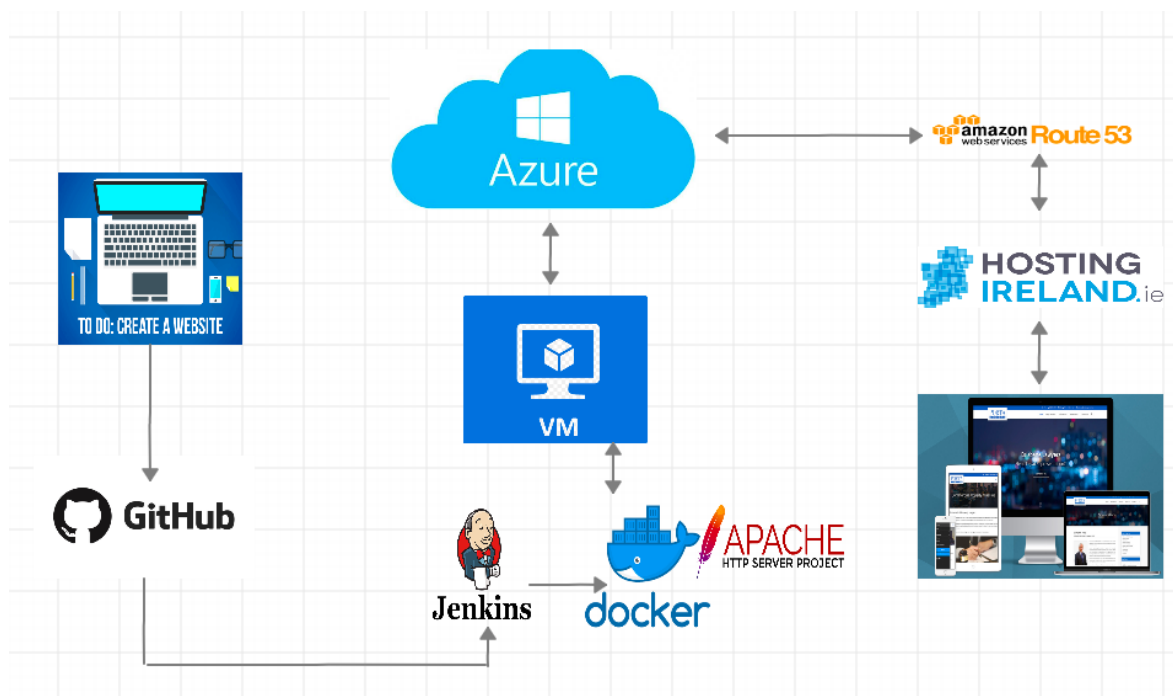 Azure
amazon
web services
Route 53
TO DO: CREATE A WEBSITE
HOSTING
IRELAND.ie
VM
GitHub
Jenkins
docker
APACHE
HTTP SERVER PROJECT